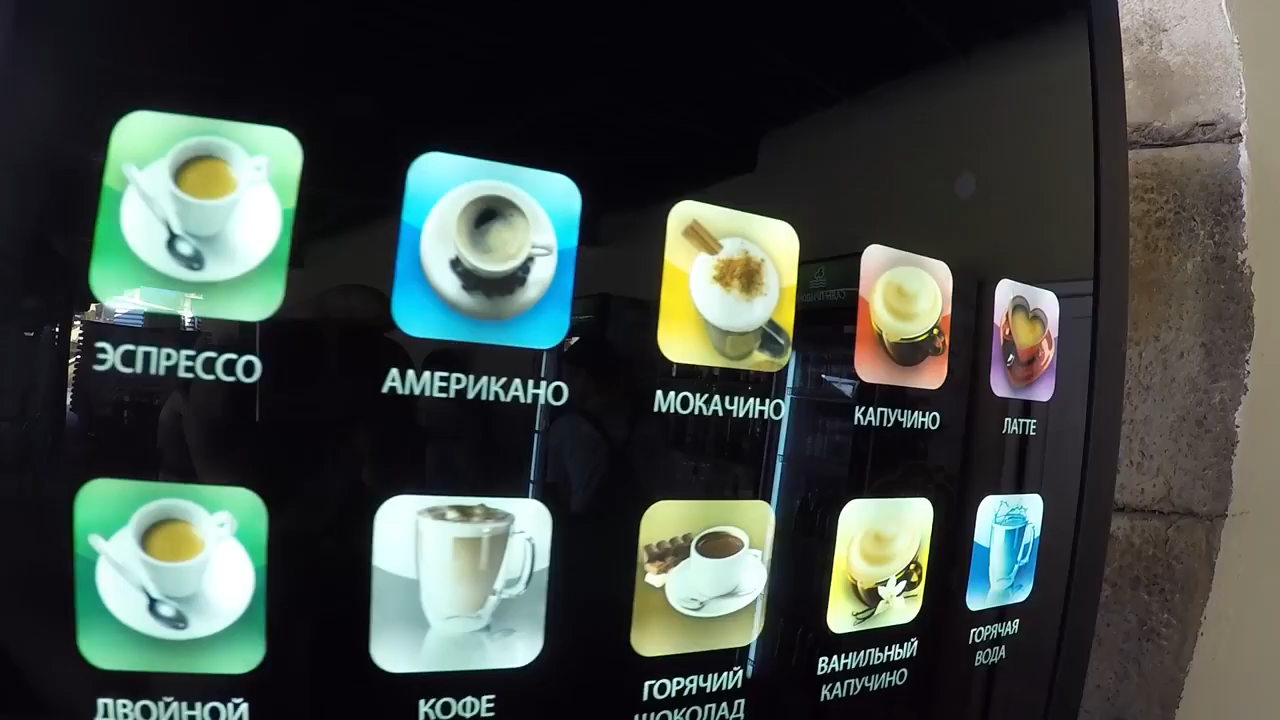 ЭСПРЕССО
АМЕРИКАНО
МОКАЧИНО
КАПУЧИНО
ЛАТТЕ
ДВОЙНОЙ
КОФЕ
ГОРЯЧИЙ
ШОКОЛАД
ВАНИЛЬНЫЙ
КАПУЧИНО
ГОРЯЧАЯ
ВОДА